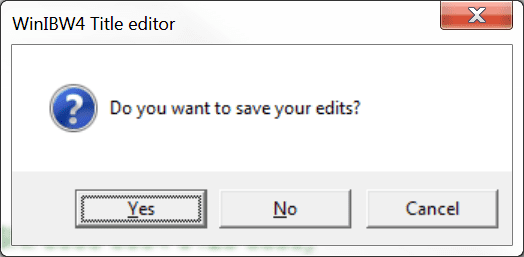 WinIBW4 Title editor
Do you want to save your edits?
Yes
No
Cancel